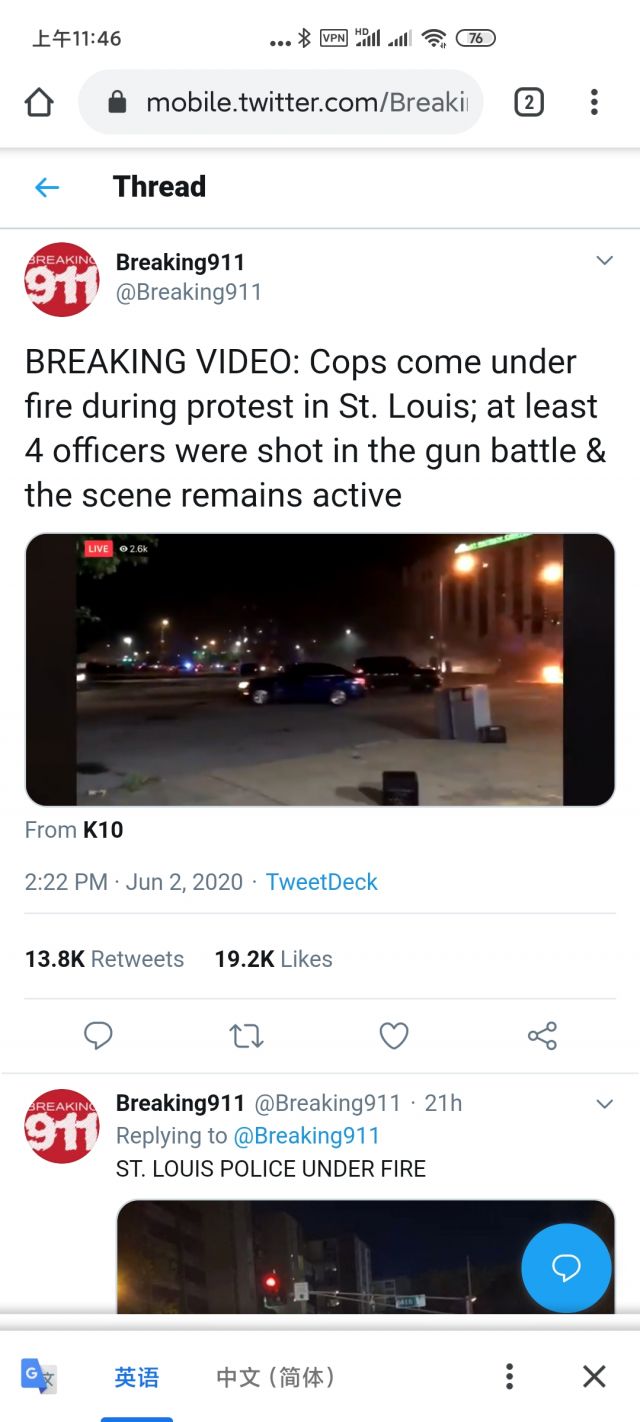 上午11:46
... VPN HD 76
mobile.twitter.com/Breaki
2
Thread
BREAKING
911
Breaking911
@Breaking911
BREAKING VIDEO: Cops come under
fire during protest in St. Louis; at least
4 officers were shot in the gun battle &
the scene remains active
LIVE 2.6k
From K10
2:22 PM · Jun 2, 2020 · TweetDeck
13.8K Retweets 19.2K Likes
BREAKING
911
Breaking911 @Breaking911 · 21h
Replying to @Breaking911
ST. LOUIS POLICE UNDER FIRE
G 文
英语
中文 (简体)